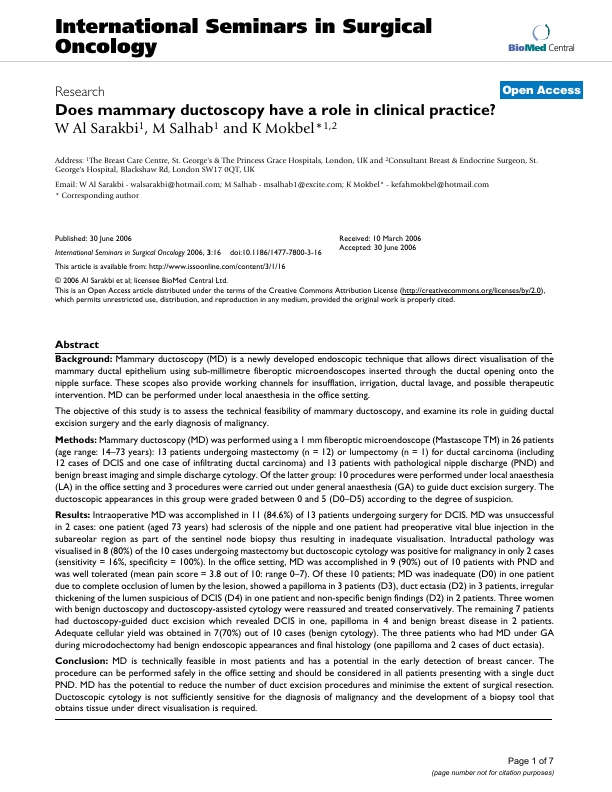 International Seminars in Surgical
Oncology
BioMed Central
Research
Open Access
Does mammary ductoscopy have a role in clinical practice?
W Al Sarakbi1, M Salhab1 and K Mokbel*1,2
Address: 1The Breast Care Centre, St. George's & The Princess Grace Hospitals, London, UK and 2Consultant Breast & Endocrine Surgeon, St.
George's Hospital, Blackshaw Rd, London SW17 0QT, UK
Email: W Al Sarakbi - walsarakbi@hotmail.com; M Salhab - msalhab1@excite.com; K Mokbel* - kefahmokbel@hotmail.com
* Corresponding author
Published: 30 June 2006
International Seminars in Surgical Oncology 2006, 3:16 doi:10.1186/1477-7800-3-16
Received: 10 March 2006
Accepted: 30 June 2006
This article is available from: http://www.issoonline.com/content/3/1/16
© 2006 Al Sarakbi et al; licensee BioMed Central Ltd.
This is an Open Access article distributed under the terms of the Creative Commons Attribution License (http://creativecommons.org/licenses/by/2.0),
which permits unrestricted use, distribution, and reproduction in any medium, provided the original work is properly cited.
Abstract
Background: Mammary ductoscopy (MD) is a newly developed endoscopic technique that allows direct visualisation of the
mammary ductal epithelium using sub-millimetre fiberoptic microendoscopes inserted through the ductal opening onto the
nipple surface. These scopes also provide working channels for insufflation, irrigation, ductal lavage, and possible therapeutic
intervention. MD can be performed under local anaesthesia in the office setting.
The objective of this study is to assess the technical feasibility of mammary ductoscopy, and examine its role in guiding ductal
excision surgery and the early diagnosis of malignancy.
Methods: Mammary ductoscopy (MD) was performed using a 1 mm fiberoptic microendoscope (Mastascope TM) in 26 patients
(age range: 14–73 years): 13 patients undergoing mastectomy (n = 12) or lumpectomy (n = 1) for ductal carcinoma (including
12 cases of DCIS and one case of infiltrating ductal carcinoma) and 13 patients with pathological nipple discharge (PND) and
benign breast imaging and simple discharge cytology. Of the latter group: 10 procedures were performed under local anaesthesia
(LA) in the office setting and 3 procedures were carried out under general anaesthesia (GA) to guide duct excision surgery. The
ductoscopic appearances in this group were graded between 0 and 5 (D0–D5) according to the degree of suspicion.
Results: Intraoperative MD was accomplished in 11 (84.6%) of 13 patients undergoing surgery for DCIS. MD was unsuccessful
in 2 cases: one patient (aged 73 years) had sclerosis of the nipple and one patient had preoperative vital blue injection in the
subareolar region as part of the sentinel node biopsy thus resulting in inadequate visualisation. Intraductal pathology was
visualised in 8 (80%) of the 10 cases undergoing mastectomy but ductoscopic cytology was positive for malignancy in only 2 cases
(sensitivity = 16%, specificity = 100%). In the office setting, MD was accomplished in 9 (90%) out of 10 patients with PND and
was well tolerated (mean pain score = 3.8 out of 10: range 0–7). Of these 10 patients; MD was inadequate (D0) in one patient
due to complete occlusion of lumen by the lesion, showed a papilloma in 3 patients (D3), duct ectasia (D2) in 3 patients, irregular
thickening of the lumen suspicious of DCIS (D4) in one patient and non-specific benign findings (D2) in 2 patients. Three women
with benign ductoscopy and ductoscopy-assisted cytology were reassured and treated conservatively. The remaining 7 patients
had ductoscopy-guided duct excision which revealed DCIS in one, papilloma in 4 and benign breast disease in 2 patients.
Adequate cellular yield was obtained in 7(70%) out of 10 cases (benign cytology). The three patients who had MD under GA
during microdochectomy had benign endoscopic appearances and final histology (one papilloma and 2 cases of duct ectasia).
Conclusion: MD is technically feasible in most patients and has a potential in the early detection of breast cancer. The
procedure can be performed safely in the office setting and should be considered in all patients presenting with a single duct
PND. MD has the potential to reduce the number of duct excision procedures and minimise the extent of surgical resection.
Ductoscopic cytology is not sufficiently sensitive for the diagnosis of malignancy and the development of a biopsy tool that
obtains tissue under direct visualisation is required.
Page 1 of 7
(page number not for citation purposes)